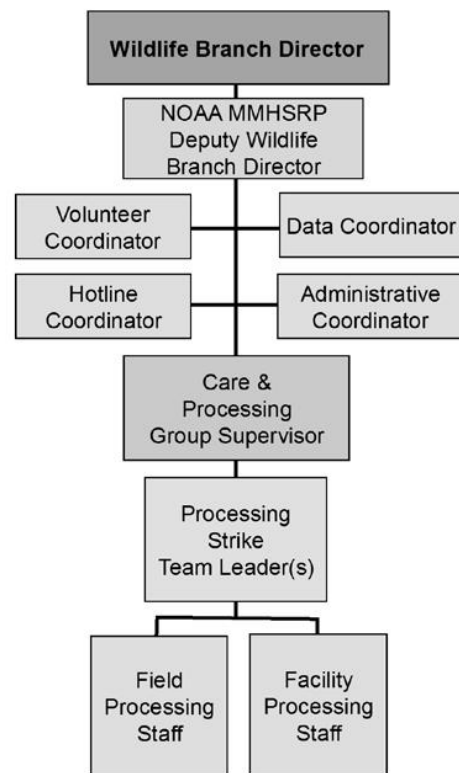 Wildlife Branch Director
NOAA MMHSRP
Deputy Wildlife
Branch Director
Volunteer
Coordinator
Data Coordinator
Hotline
Coordinator
Administrative
Coordinator
Care &
Processing
Group Supervisor
Processing
Strike
Team Leader(s)
Field
Processing
Staff
Facility
Processing
Staff